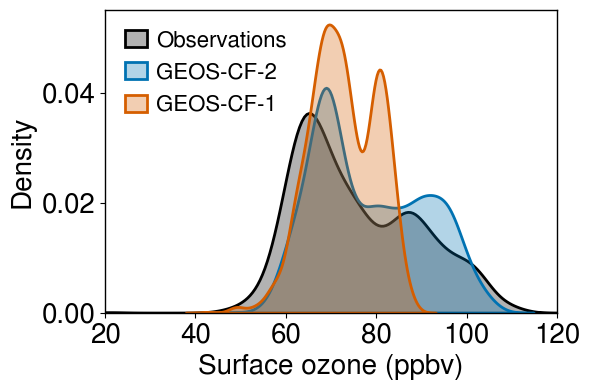 Observations
GEOS-CF-2
GEOS-CF-1
Density
0.04
0.02
0.00
20 40 60 80 100 120
Surface ozone (ppbv)